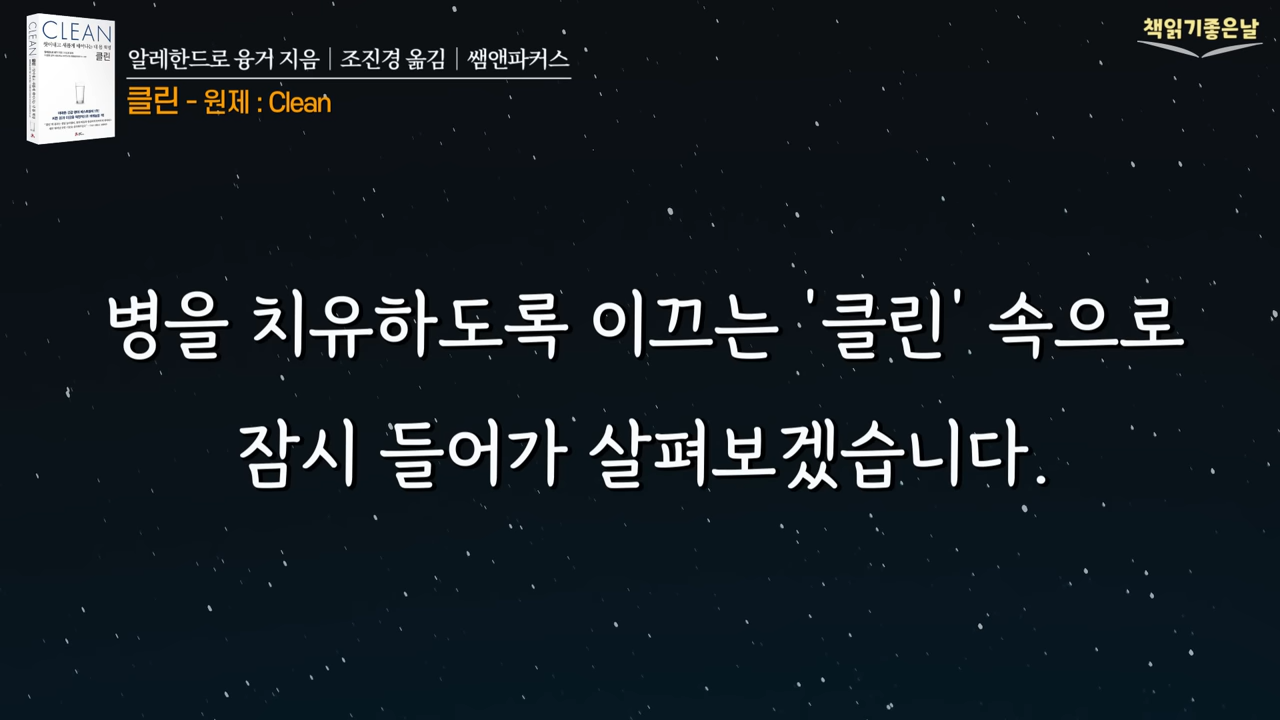 CLEAN
클린
알레한드로 융거 지음 | 조진경 옮김 | 쌤앤파커스
클린 - 원제 : Clean
책읽기좋은날
병을 치유하도록 이끄는 '클린' 속으로
잠시 들어가 살펴보겠습니다.